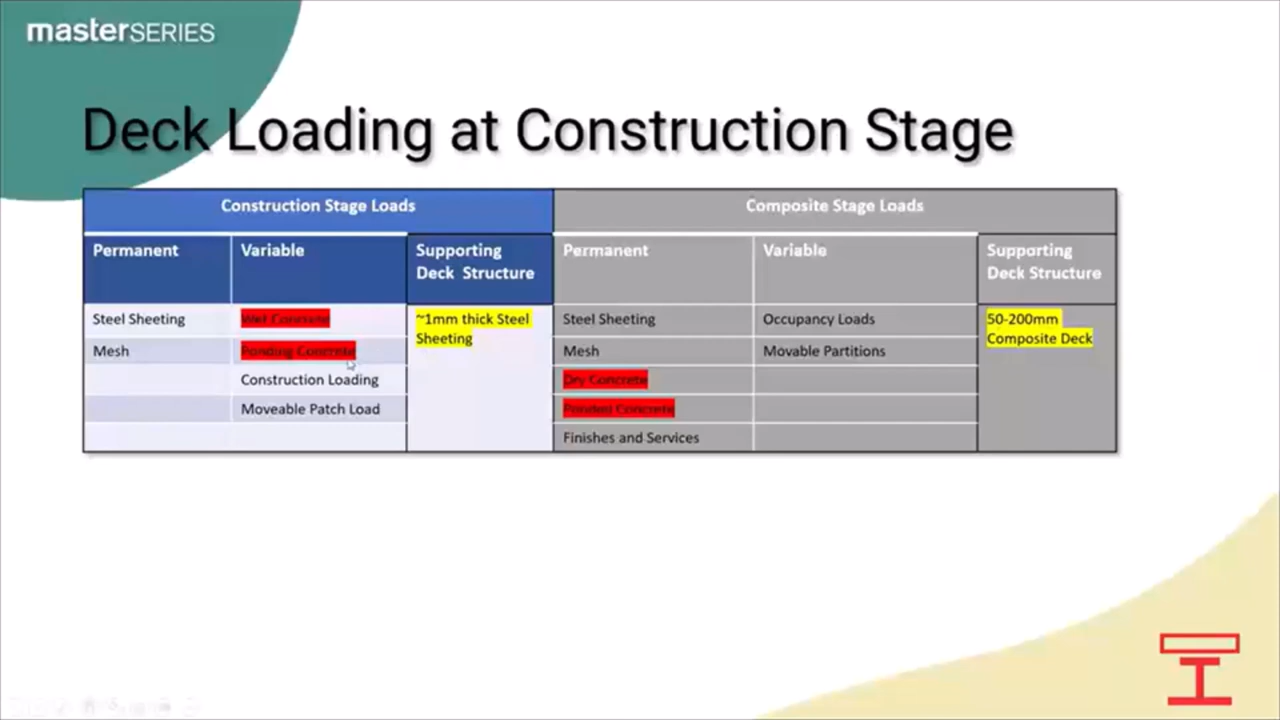 masterSERIES
Deck Loading at Construction Stage
Construction Stage Loads Composite Stage Loads
Permanent Variable Supporting Permanent Variable Supporting
Deck Structure Deck Structure
Steel Sheeting Wet Concrete ~1mm thick Steel Steel Sheeting Occupancy Loads 50-200mm
Sheeting Composite Deck
Mesh Ponding Concrete Mesh Movable Partitions
Construction Loading Dry Concrete
Moveable Patch Load Ponded Concrete
Finishes and Services